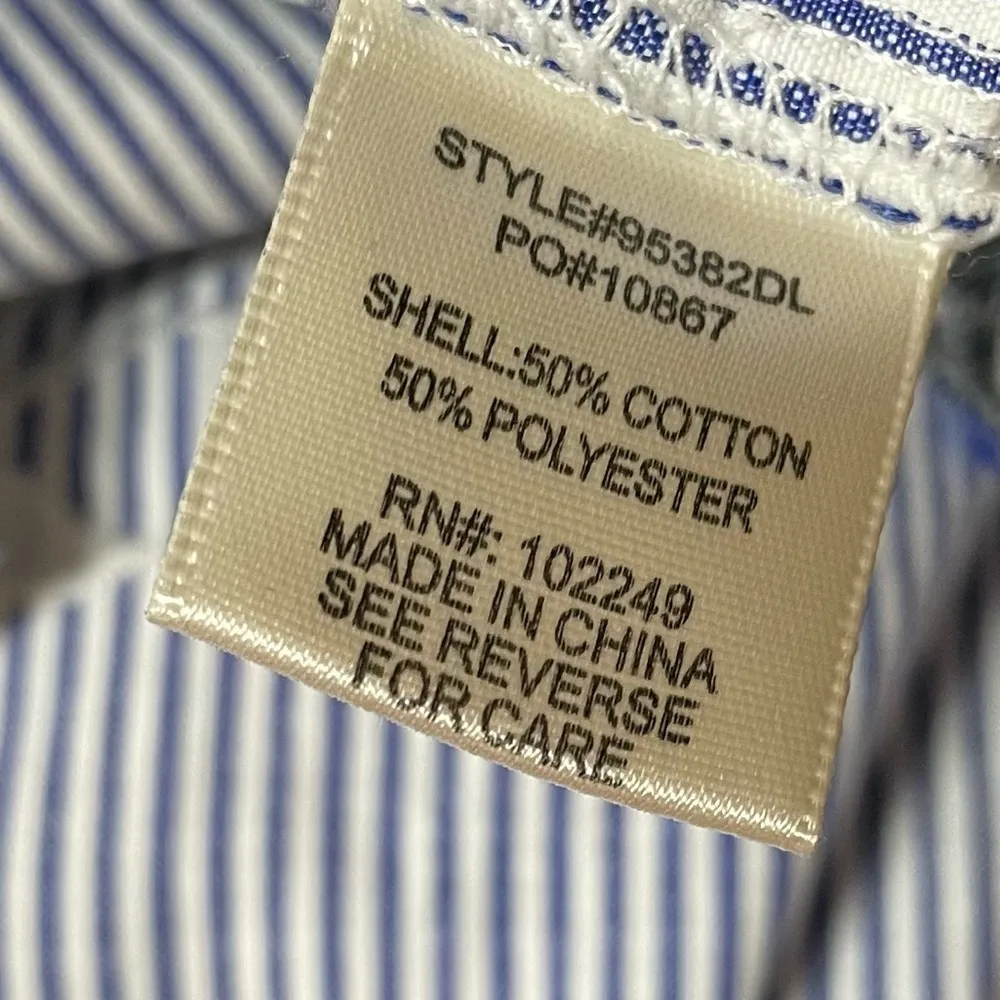 STYLE#95382DL
PO#10867
SHELL:50% COTTON
50% POLYESTER
RN#: 102249
MADE IN CHINA
SEE REVERSE
FOR CARE